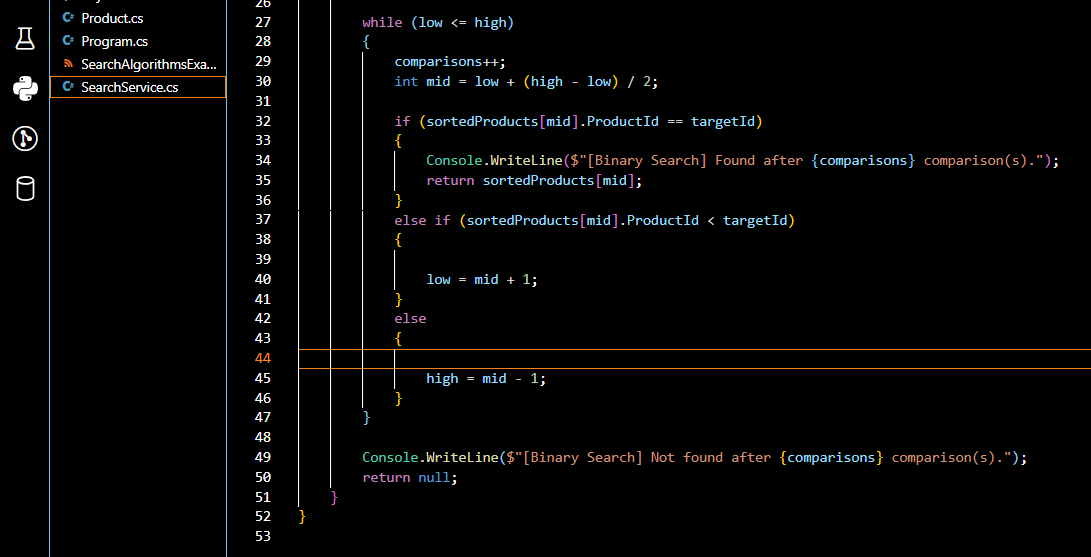 Product.cs
Program.cs
SearchAlgorithmsExa...
SearchService.cs
26
27 while (low <= high)
28 {
29 comparisons++;
30 int mid = low + (high - low) / 2;
31
32 if (sortedProducts[mid].ProductId == targetId)
33 {
34 Console.WriteLine($"[Binary Search] Found after {comparisons} comparison(s).");
35 return sortedProducts[mid];
36 }
37 else if (sortedProducts[mid].ProductId < targetId)
38 {
39
40 low = mid + 1;
41 }
42 else
43 {
44
45 high = mid - 1;
46 }
47 }
48
49 Console.WriteLine($"[Binary Search] Not found after {comparisons} comparison(s).");
50 return null;
51 }
52 }
53